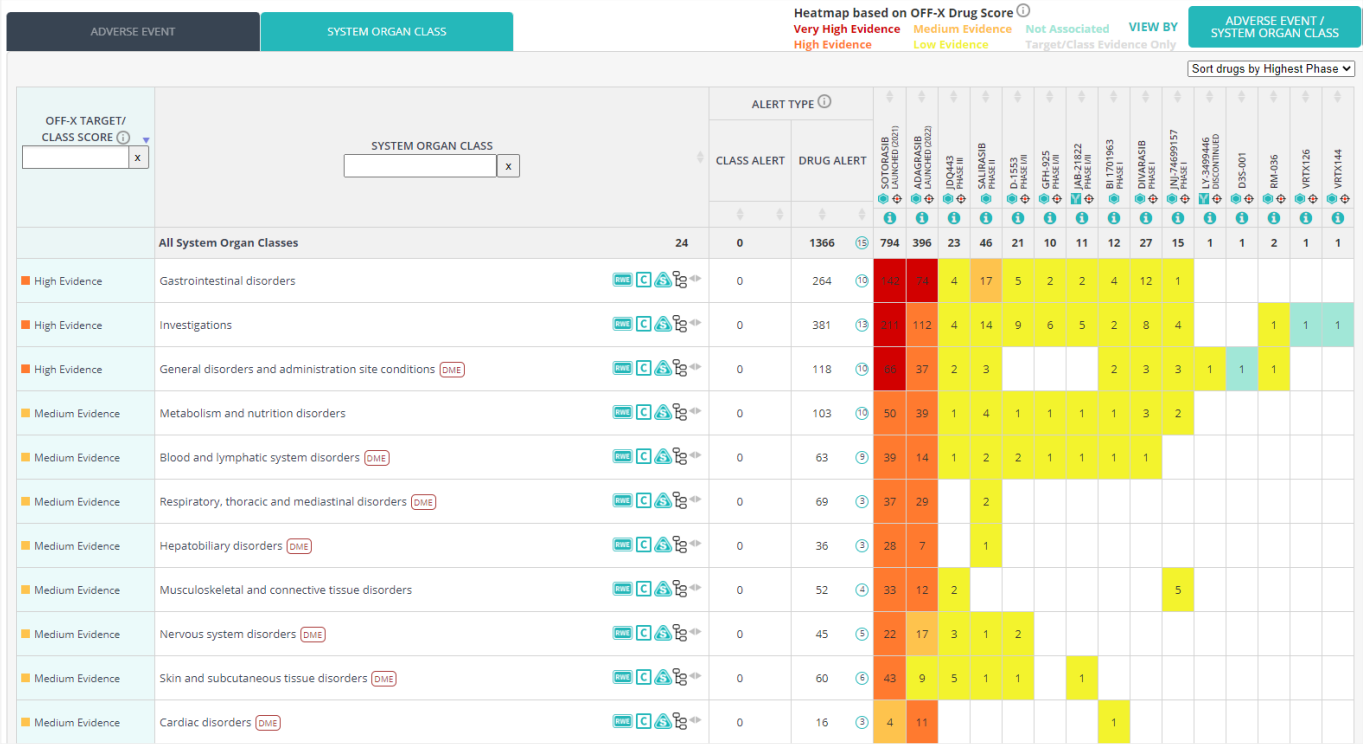 ADVERSE EVENT
SYSTEM ORGAN CLASS
Heatmap based on OFF-X Drug Score
Very High Evidence Medium Evidence Not Associated
High Evidence Low Evidence Target/Class Evidence Only
VIEW BY
ADVERSE EVENT /
SYSTEM ORGAN CLASS
Sort drugs by Highest Phase
OFF-X TARGET/
CLASS SCORE
x
SYSTEM ORGAN CLASS
x
ALERT TYPE
CLASS ALERT DRUG ALERT
SOTORASIB
LAUNCHED (2021)
ADAGRASIB
LAUNCHED (2022)
JDQ443
PHASE III
SALIRASIB
PHASE II
D-1553
PHASE I/II
GFH-925
PHASE I/II
JAB-21822
PHASE I/II
BI 1701963
PHASE I
DIVARASIB
PHASE I
JNJ-74699157
PHASE I
LY-3499446
DISCONTINUED
D3S-001
RM-036
VRTX126
VRTX144
All System Organ Classes 24 0 1366 15 794 396 23 46 21 10 11 12 27 15 1 1 2 1 1
High Evidence Gastrointestinal disorders RWE C S 0 264 10 142 74 4 17 5 2 2 4 12 1
High Evidence Investigations RWE C S 0 381 13 211 112 4 14 9 6 5 2 8 4 1 1 1
High Evidence General disorders and administration site conditions DME RWE C S 0 118 10 66 37 2 3 2 3 3 1 1 1
Medium Evidence Metabolism and nutrition disorders RWE C S 0 103 10 50 39 1 4 1 1 1 1 3 2
Medium Evidence Blood and lymphatic system disorders DME RWE C S 0 63 9 39 14 1 2 2 1 1 1 1
Medium Evidence Respiratory, thoracic and mediastinal disorders DME RWE C S 0 69 3 37 29 2
Medium Evidence Hepatobiliary disorders DME RWE C S 0 36 3 28 7 1
Medium Evidence Musculoskeletal and connective tissue disorders RWE C S 0 52 4 33 12 2 5
Medium Evidence Nervous system disorders DME RWE C S 0 45 5 22 17 3 1 2
Medium Evidence Skin and subcutaneous tissue disorders DME RWE C S 0 60 6 43 9 5 1 1 1
Medium Evidence Cardiac disorders DME RWE C S 0 16 3 4 11 1